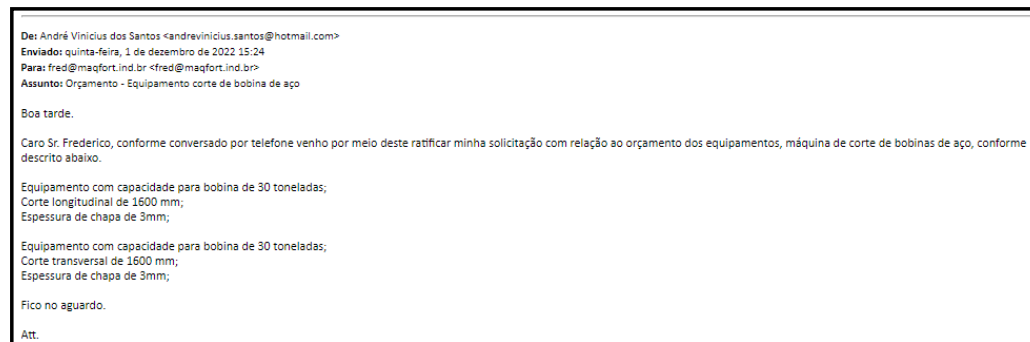 De: André Vinicius dos Santos <andrevinicius.santos@hotmail.com>
Enviado: quinta-feira, 1 de dezembro de 2022 15:24
Para: fred@maqfort.ind.br <fred@maqfort.ind.br>
Assunto: Orçamento - Equipamento corte de bobina de aço
Boa tarde.
Caro Sr. Frederico, conforme conversado por telefone venho por meio deste ratificar minha solicitação com relação ao orçamento dos equipamentos, máquina de corte de bobinas de aço, conforme
descrito abaixo.
Equipamento com capacidade para bobina de 30 toneladas;
Corte longitudinal de 1600 mm;
Espessura de chapa de 3mm;
Equipamento com capacidade para bobina de 30 toneladas;
Corte transversal de 1600 mm;
Espessura de chapa de 3mm;
Fico no aguardo.
Att.